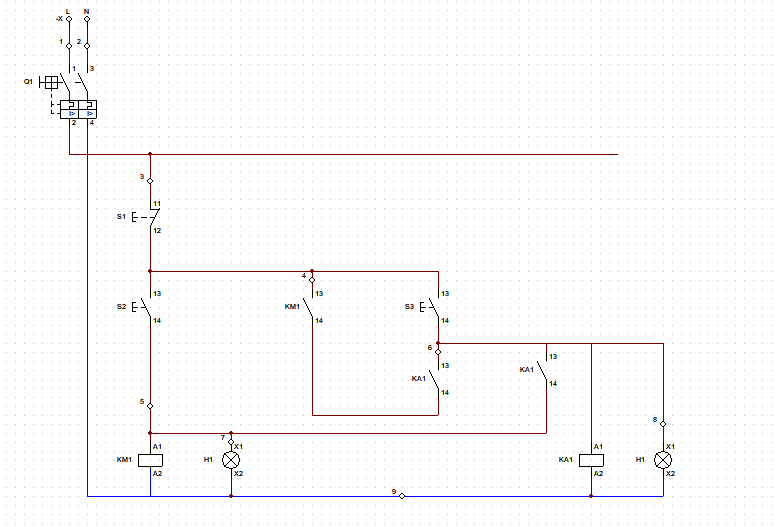 L N
-X
1 2
1 3
Q1
I> I>
2 4
3
11
S1
12
4
13 13 13
S2 KM1 S3
14 14 14
6
13 13
KA1 KA1
14 14
5
7 8
A1 X1 A1 X1
KM1 H1 KA1 H1
A2 X2 A2 X2
9